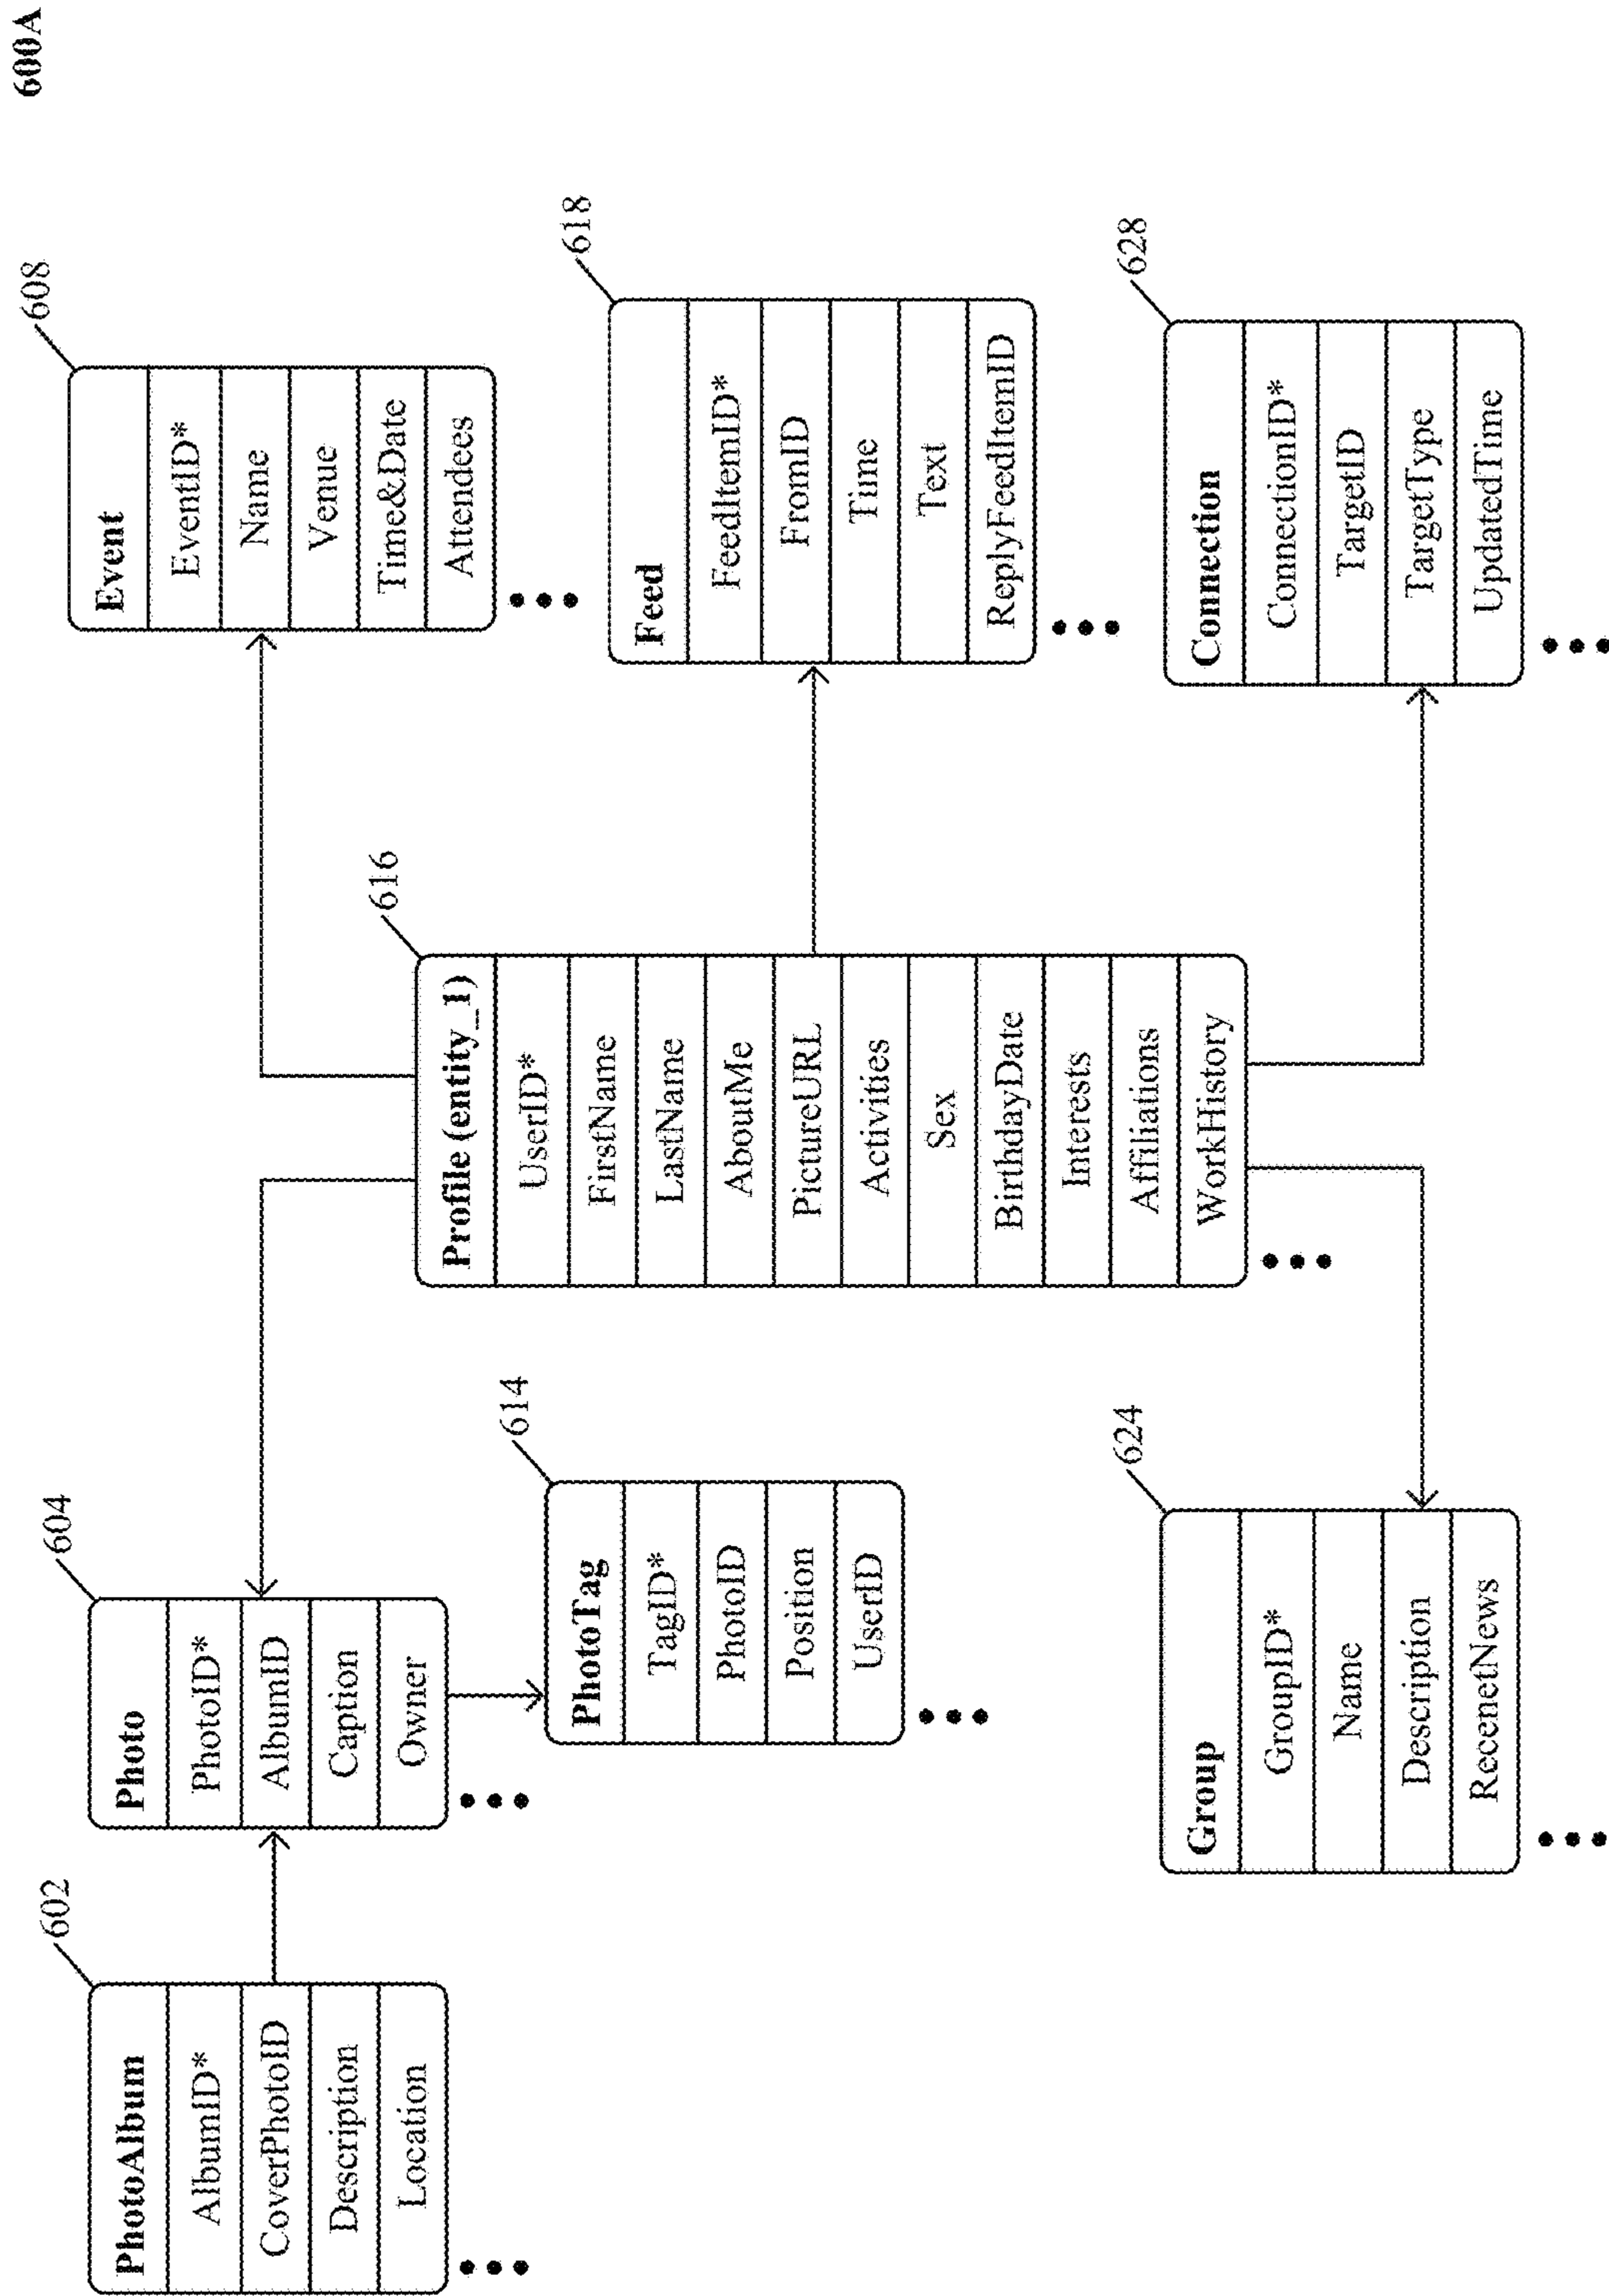 600A
602
PhotoAlbum
AlbumID*
CoverPhotoID
Description
Location
604
Photo
PhotoID*
AlbumID
Caption
Owner
614
PhotoTag
TagID*
PhotoID
Position
UserID
624
Group
GroupID*
Name
Description
RecenetNews
616
Profile (entity_1)
UserID*
FirstName
LastName
AboutMe
PictureURL
Activities
Sex
BirthdayDate
Interests
Affiliations
WorkHistory
608
Event
EventID*
Name
Venue
Time&Date
Attendees
618
Feed
FeedItemID*
FromID
Time
Text
ReplyFeedItemID
628
Connection
ConnectionID*
TargetID
TargetType
UpdatedTime